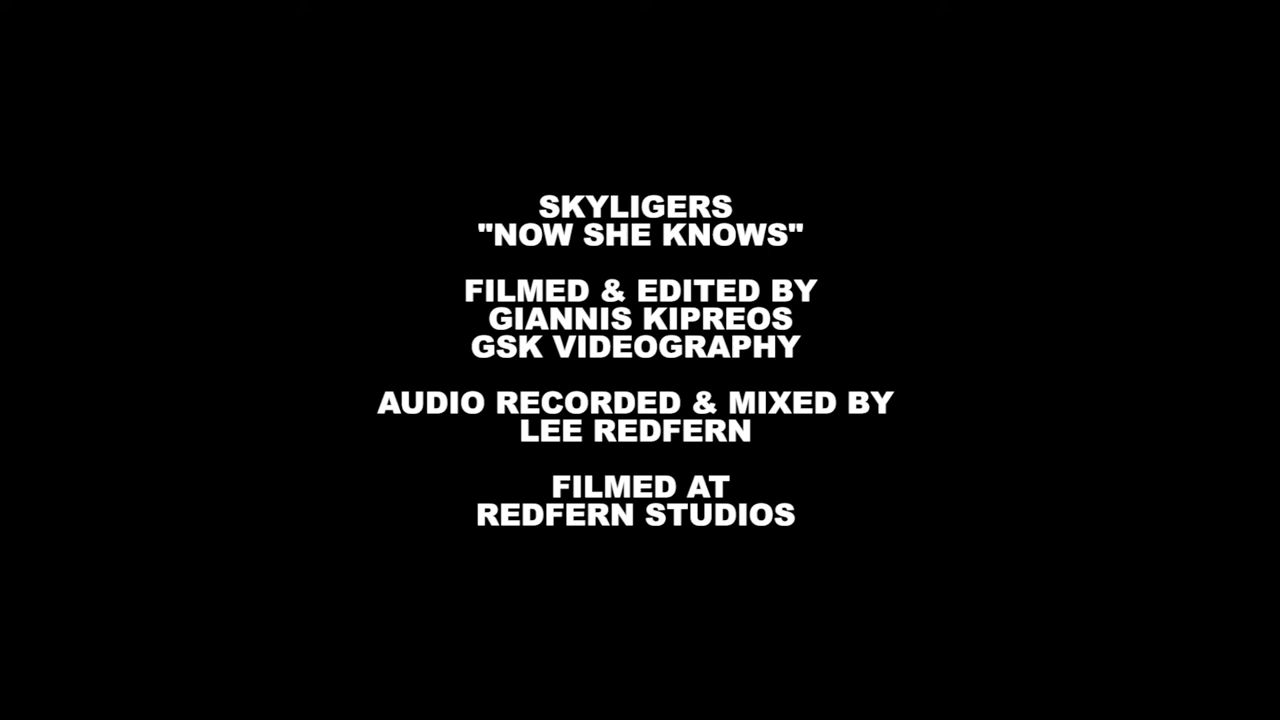 SKYLIGERS
"NOW SHE KNOWS"
FILMED & EDITED BY
GIANNIS KIPREOS
GSK VIDEOGRAPHY
AUDIO RECORDED & MIXED BY
LEE REDFERN
FILMED AT
REDFERN STUDIOS